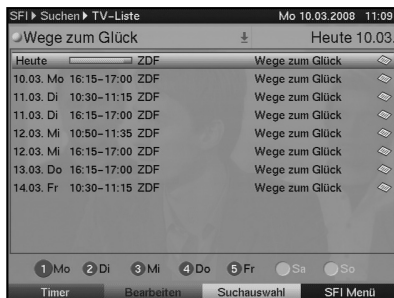 SFI Suchen TV-Liste Mo 10.03.2008 11:09
Wege zum Glück Heute 10.03.
Heute ZDF Wege zum Glück
10.03. Mo 16:15-17:00 ZDF Wege zum Glück
11.03. Di 10:30-11:15 ZDF Wege zum Glück
11.03. Di 16:15-17:00 ZDF Wege zum Glück
12.03. Mi 10:50-11:35 ZDF Wege zum Glück
12.03. Mi 16:15-17:00 ZDF Wege zum Glück
13.03. Do 16:15-17:00 ZDF Wege zum Glück
14.03. Fr 10:30-11:15 ZDF Wege zum Glück
1 Mo 2 Di 3 Mi 4 Do 5 Fr Sa So
Timer Bearbeiten Suchauswahl SFI Menü